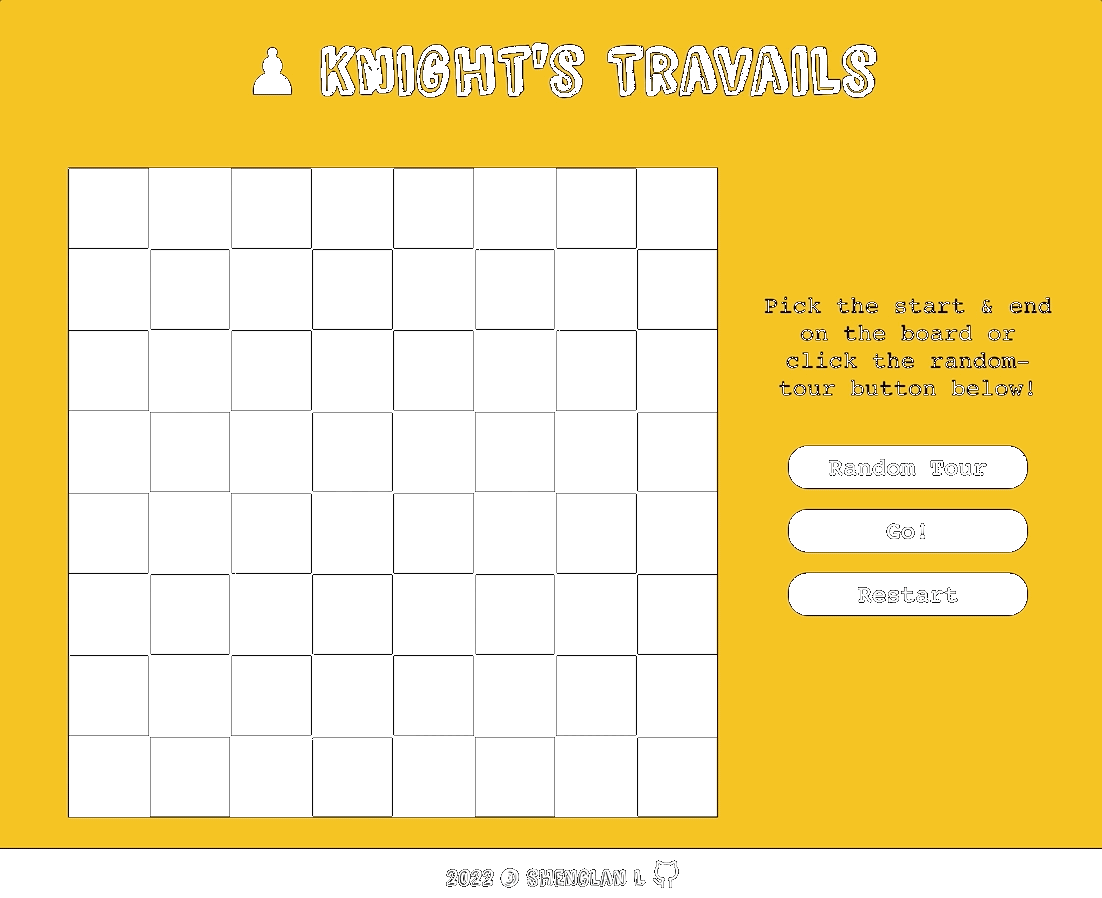 KNIGHT'S TRAVAILS
Pick the start & end
on the board or
click the random-
tour button below!
Random Tour
Go!
Restart
2022 © SHENGLAN L